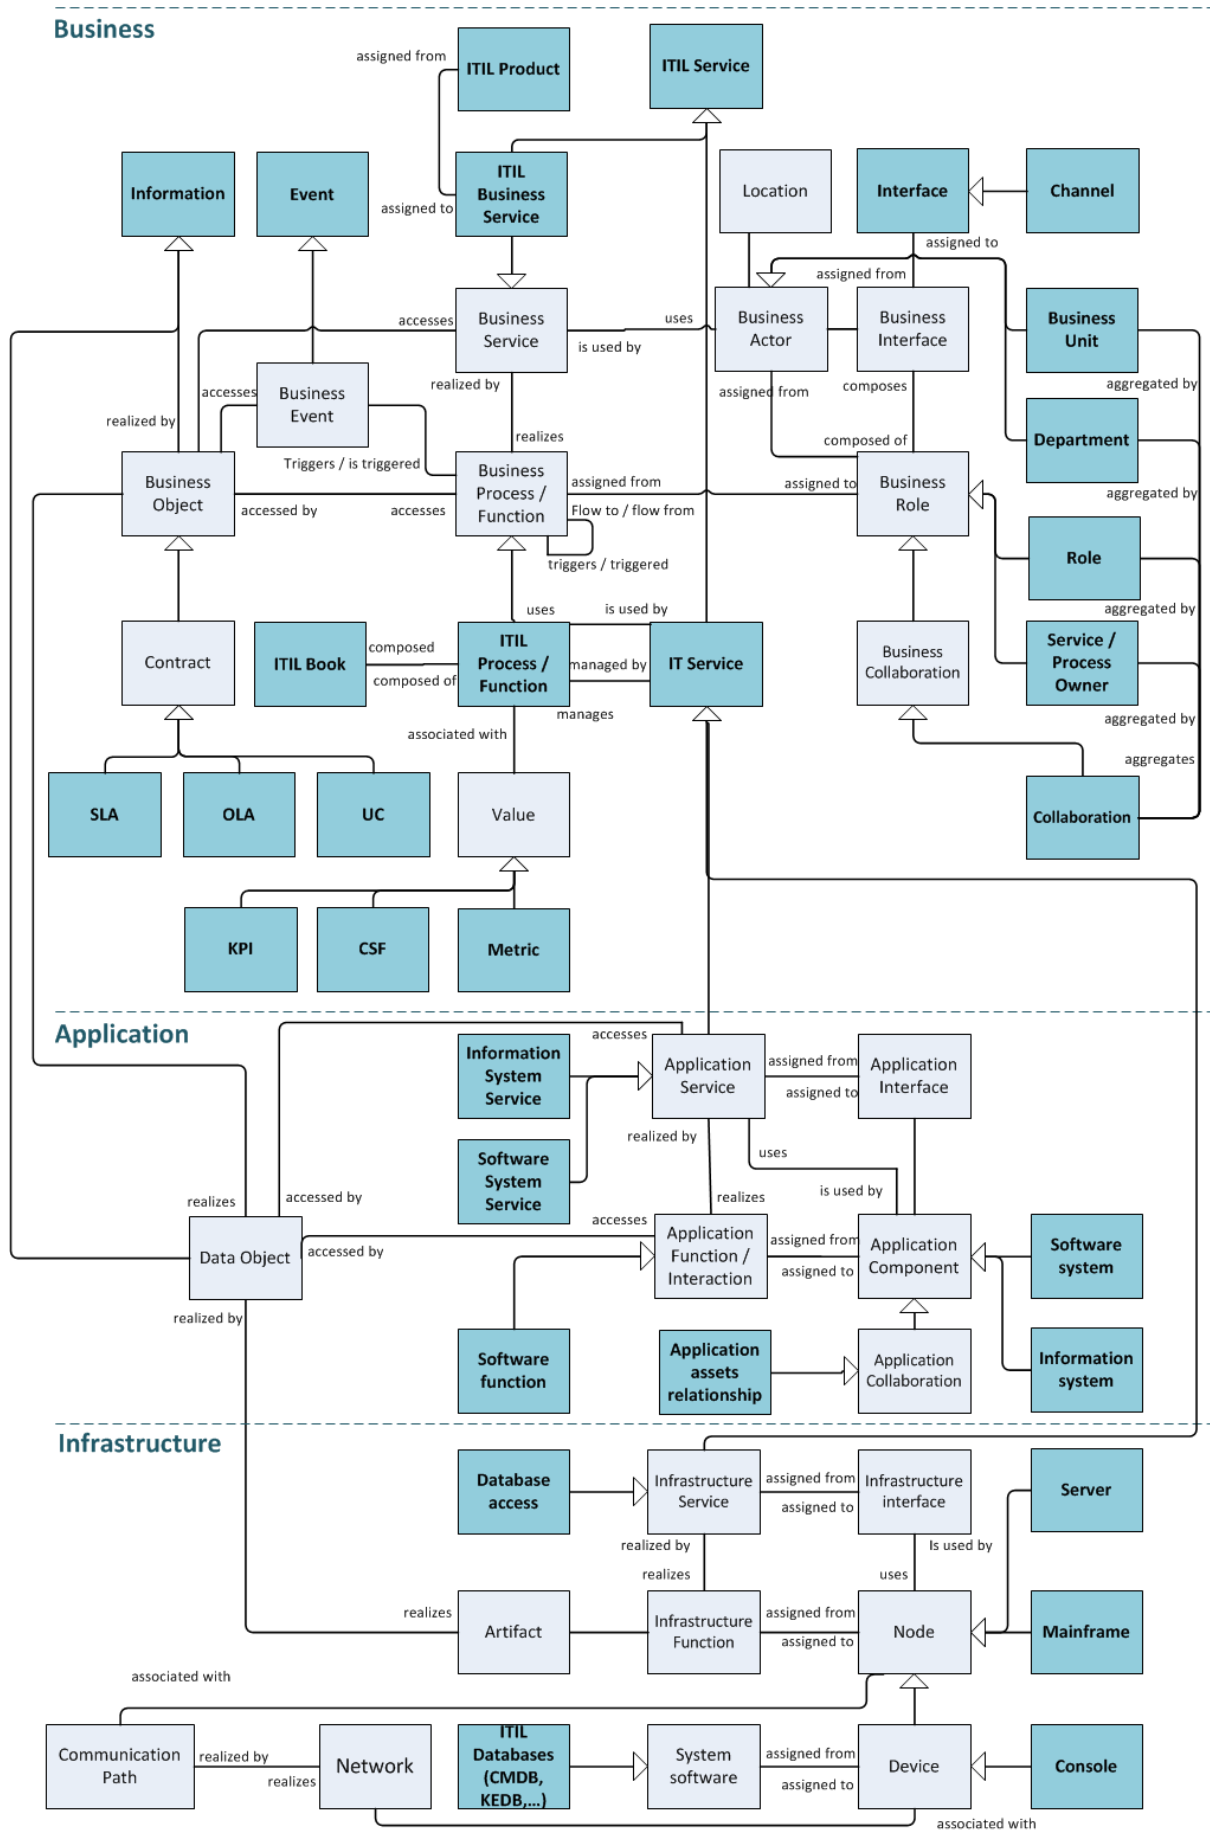 Business
assigned from
ITIL Product
ITIL Service
Information
Event
ITIL
Business
Service
assigned to
Location
Interface
Channel
assigned to
assigned from
accesses
Business
Service
uses
is used by
Business
Actor
Business
Interface
Business
Unit
realized by
accesses
Business
Event
assigned from
composes
aggregated by
realized by
Triggers / is triggered
realizes
composed of
Department
Business
Object
accessed by
accesses
Business
Process /
Function
assigned from
Flow to / flow from
triggers / triggered
assigned to
Business
Role
aggregated by
Role
uses
is used by
aggregated by
Contract
ITIL Book
composed
composed of
ITIL
Process /
Function
managed by
manages
IT Service
Business
Collaboration
Service /
Process
Owner
aggregated by
associated with
aggregates
SLA
OLA
UC
Value
Collaboration
KPI
CSF
Metric
Application
accesses
Information
System
Service
Application
Service
assigned from
assigned to
Application
Interface
realized by
uses
Software
System
Service
realizes
is used by
realizes
accessed by
accesses
Data Object
accessed by
Application
Function /
Interaction
assigned from
assigned to
Application
Component
Software
system
realized by
Software
function
Application
assets
relationship
Application
Collaboration
Information
system
Infrastructure
Database
access
Infrastructure
Service
assigned from
assigned to
Infrastructure
interface
Server
realized by
Is used by
realizes
uses
realizes
Artifact
Infrastructure
Function
assigned from
assigned to
Node
Mainframe
associated with
Communication
Path
realized by
realizes
Network
ITIL
Databases
(CMDB,
KEDB,...)
System
software
assigned from
assigned to
Device
Console
associated with